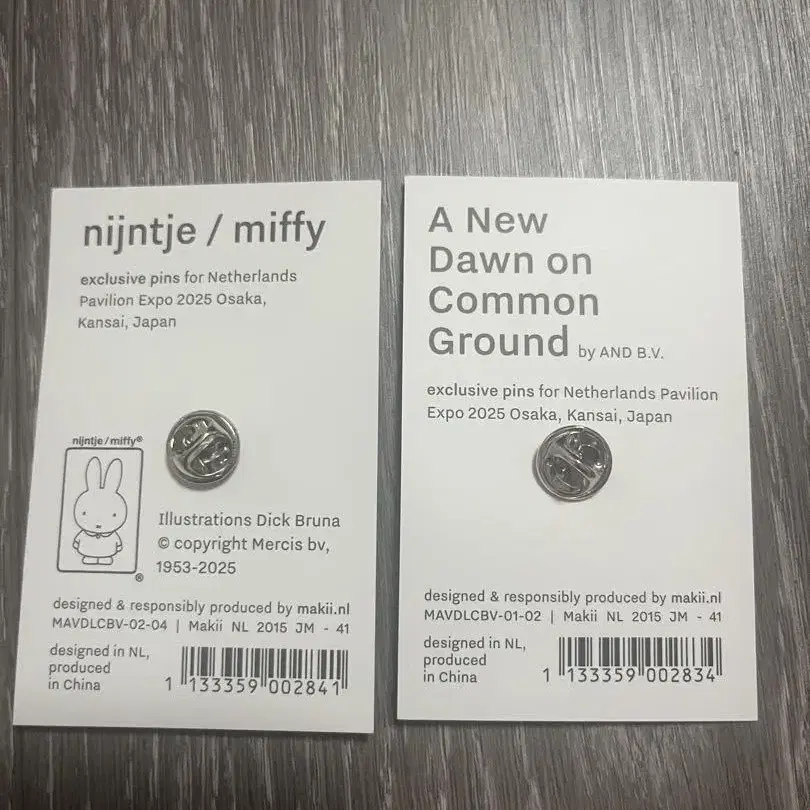 nijntje / miffy
exclusive pins for Netherlands
Pavilion Expo 2025 Osaka,
Kansai, Japan
nijntje/miffy®
®
Illustrations Dick Bruna
© copyright Mercis bv,
1953-2025
designed & responsibly produced by makii.nl
MAVDLCBV-02-04 | Makii NL 2015 JM - 41
designed in NL,
produced
in China
1 133359 002841
A New
Dawn on
Common
Ground by AND B.V.
exclusive pins for Netherlands Pavilion
Expo 2025 Osaka, Kansai, Japan
designed & responsibly produced by makii.nl
MAVDLCBV-01-02 | Makii NL 2015 JM - 41
designed in NL,
produced
in China
1 133359 002834